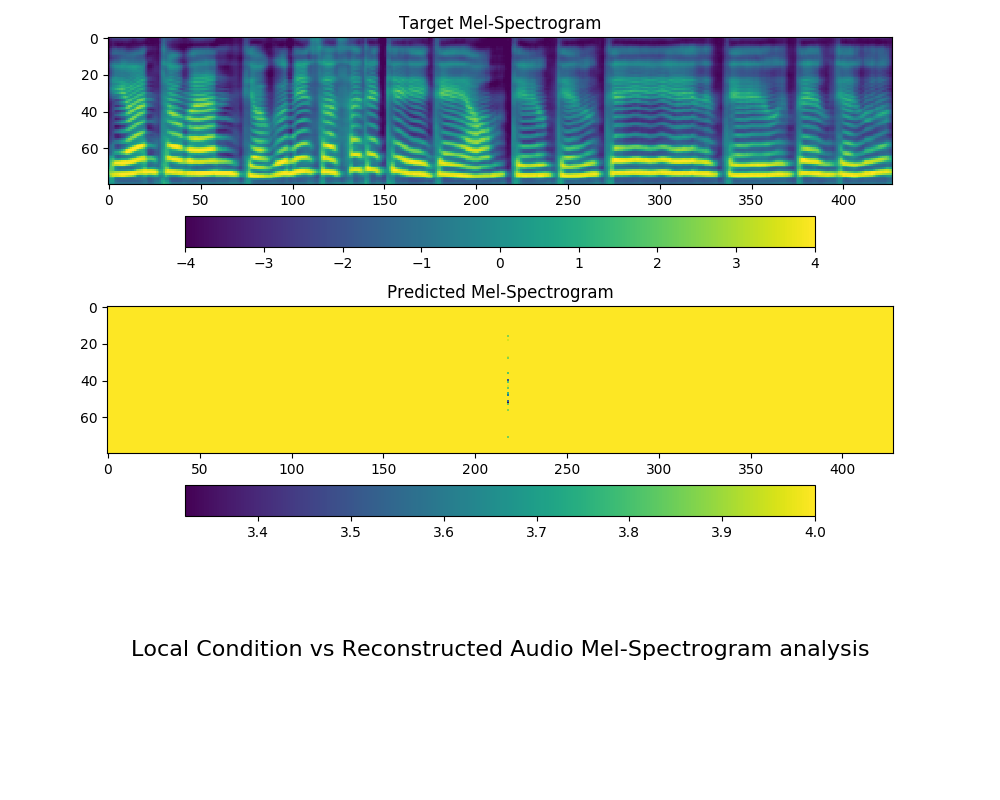 Target Mel-Spectrogram
0
20
40
60
0 50 100 150 200 250 300 350 400
−4 −3 −2 −1 0 1 2 3 4
Predicted Mel-Spectrogram
0
20
40
60
0 50 100 150 200 250 300 350 400
3.4 3.5 3.6 3.7 3.8 3.9 4.0
Local Condition vs Reconstructed Audio Mel-Spectrogram analysis